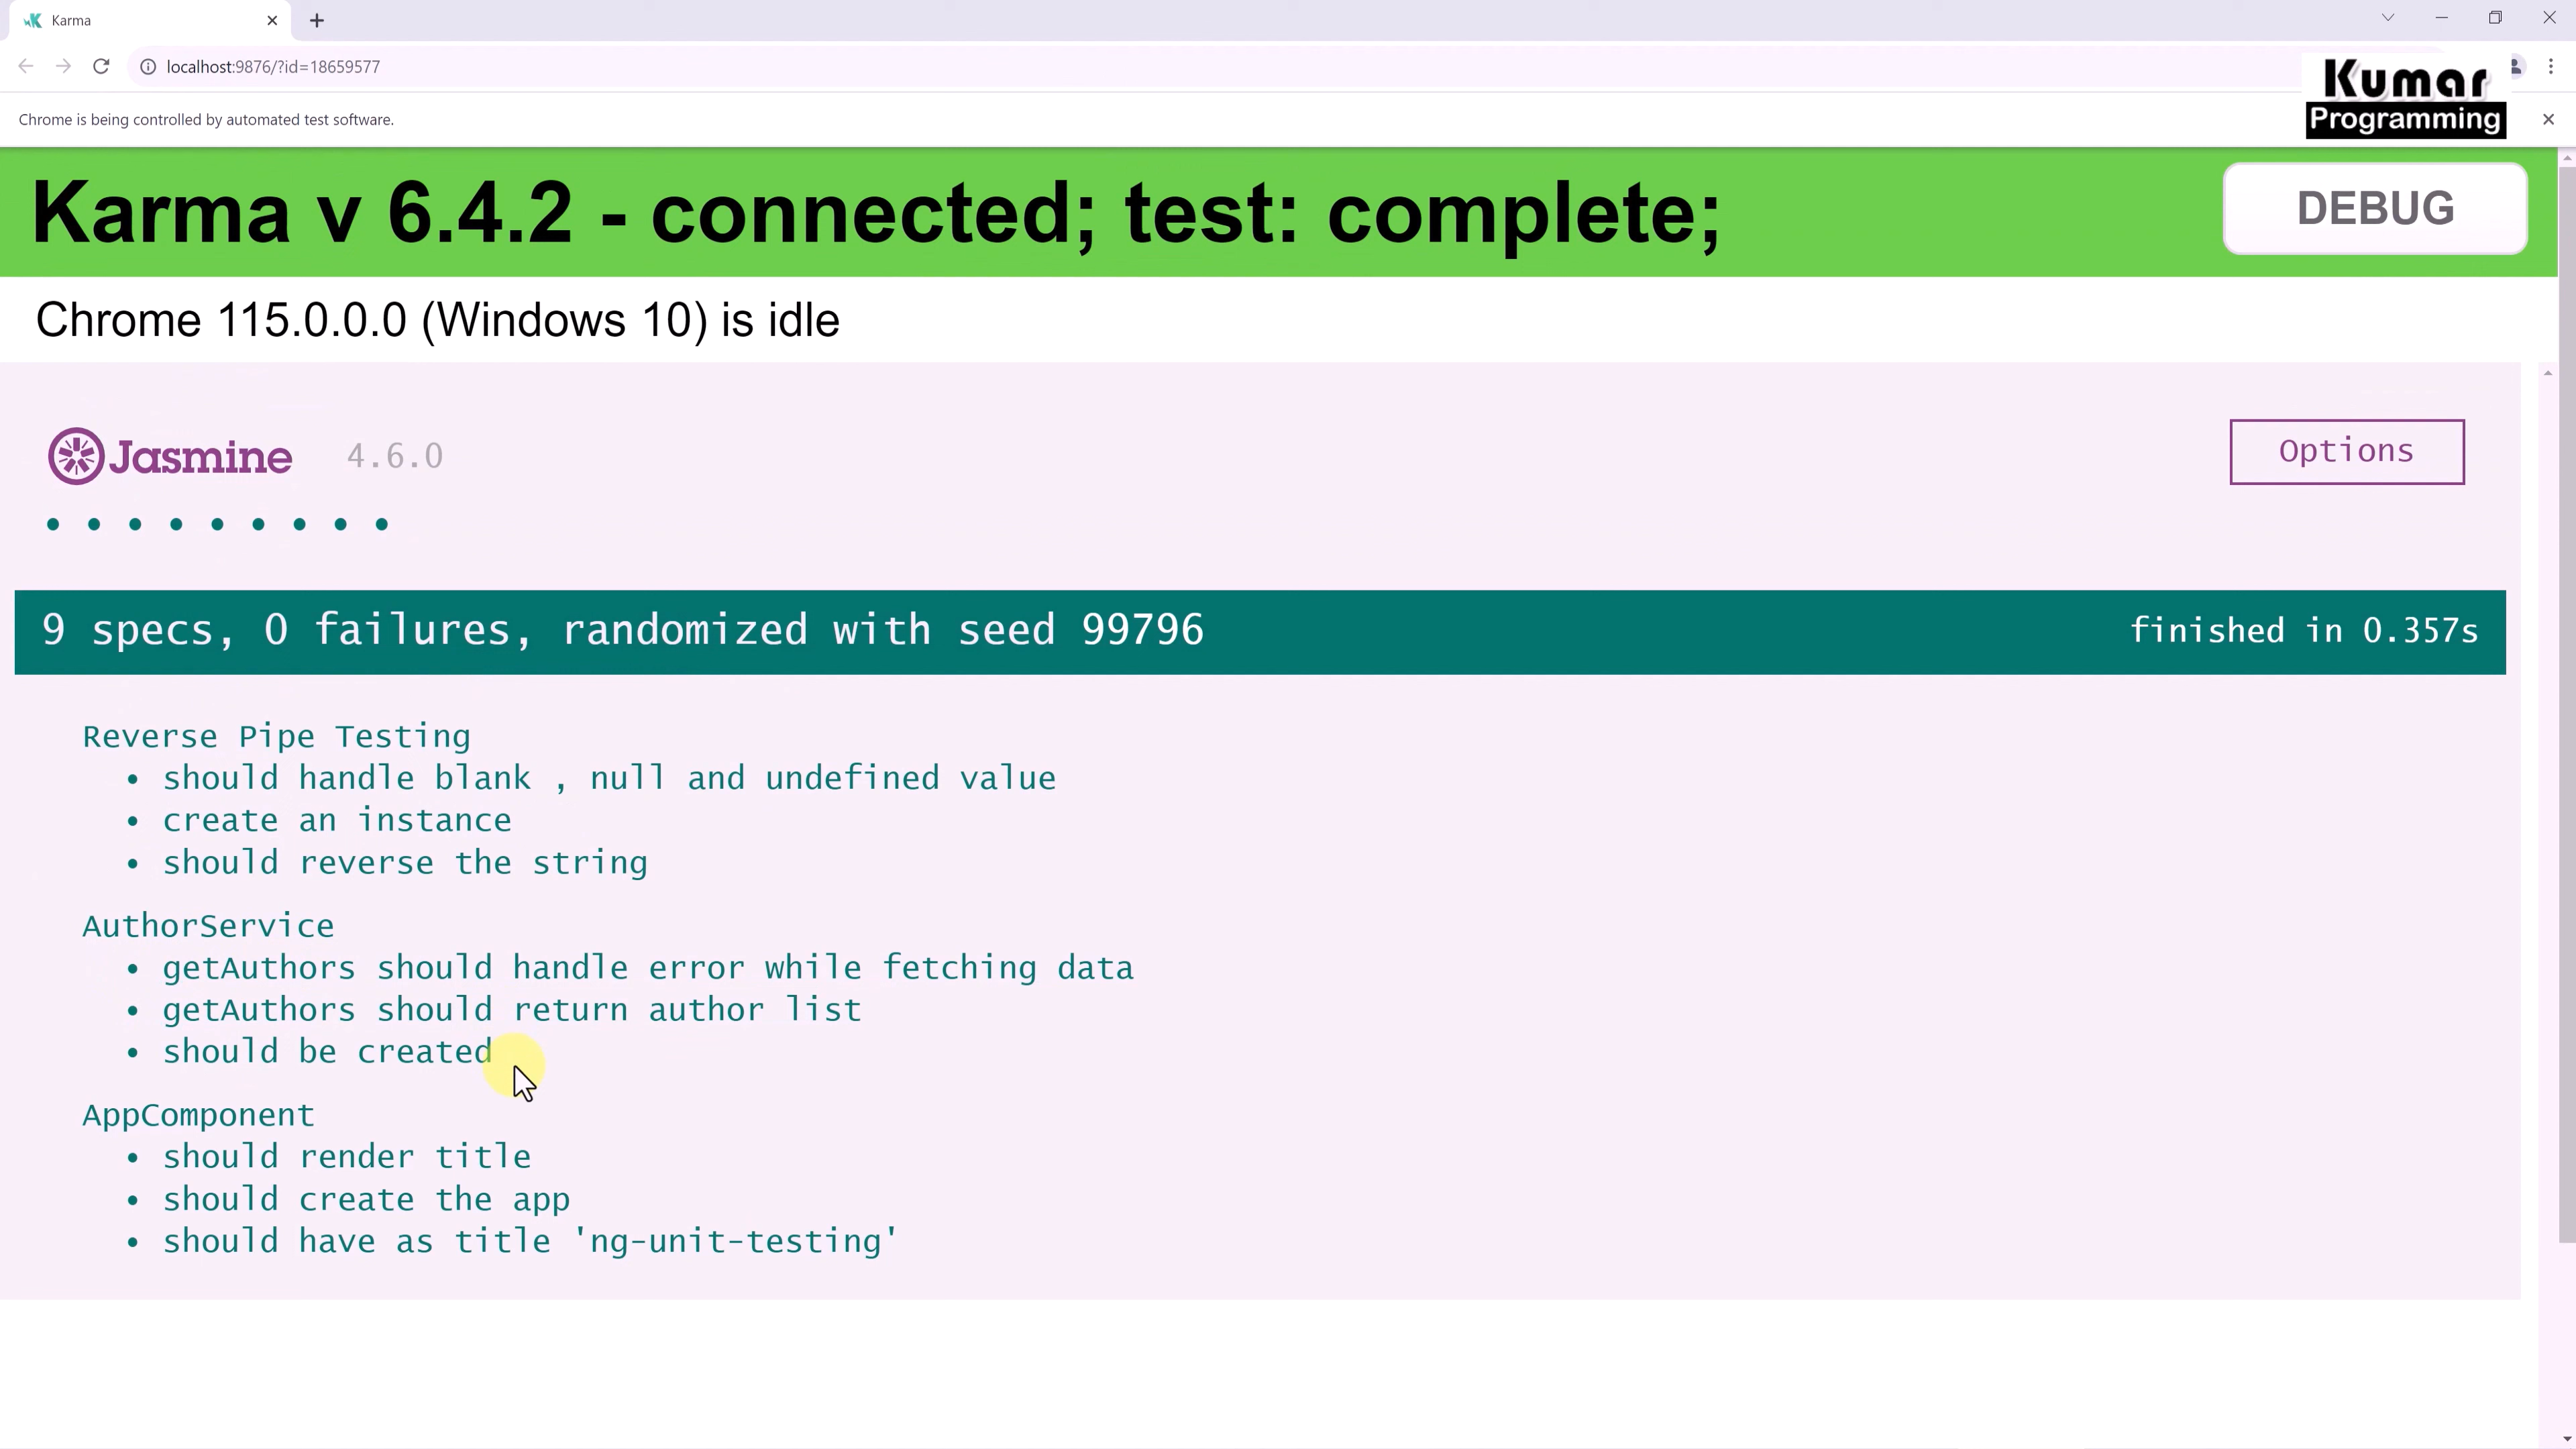 Karma
localhost:9876/?id=18659577
Kumar
Programming
Chrome is being controlled by automated test software.
Karma v 6.4.2 - connected; test: complete;
DEBUG
Chrome 115.0.0.0 (Windows 10) is idle
Jasmine 4.6.0
Options
9 specs, 0 failures, randomized with seed 99796
finished in 0.357s
Reverse Pipe Testing
• should handle blank , null and undefined value
• create an instance
• should reverse the string
AuthorService
• getAuthors should handle error while fetching data
• getAuthors should return author list
• should be created
AppComponent
• should render title
• should create the app
• should have as title 'ng-unit-testing'